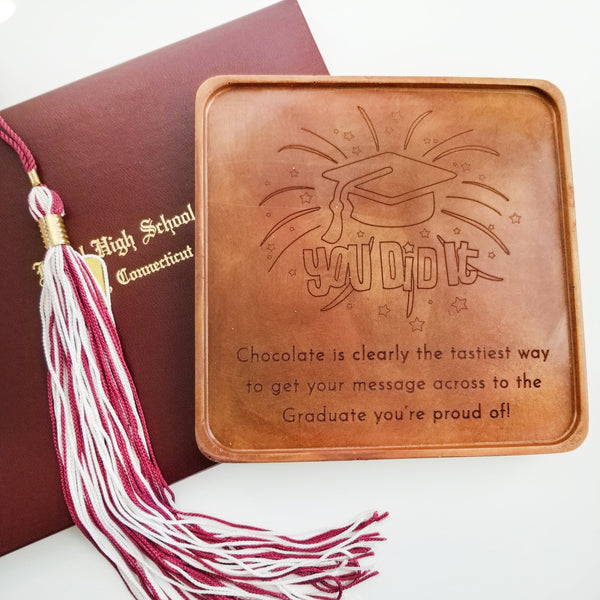 High School
Connecticut
YOU DID IT
Chocolate is clearly the tastiest way
to get your message across to the
Graduate you're proud of!